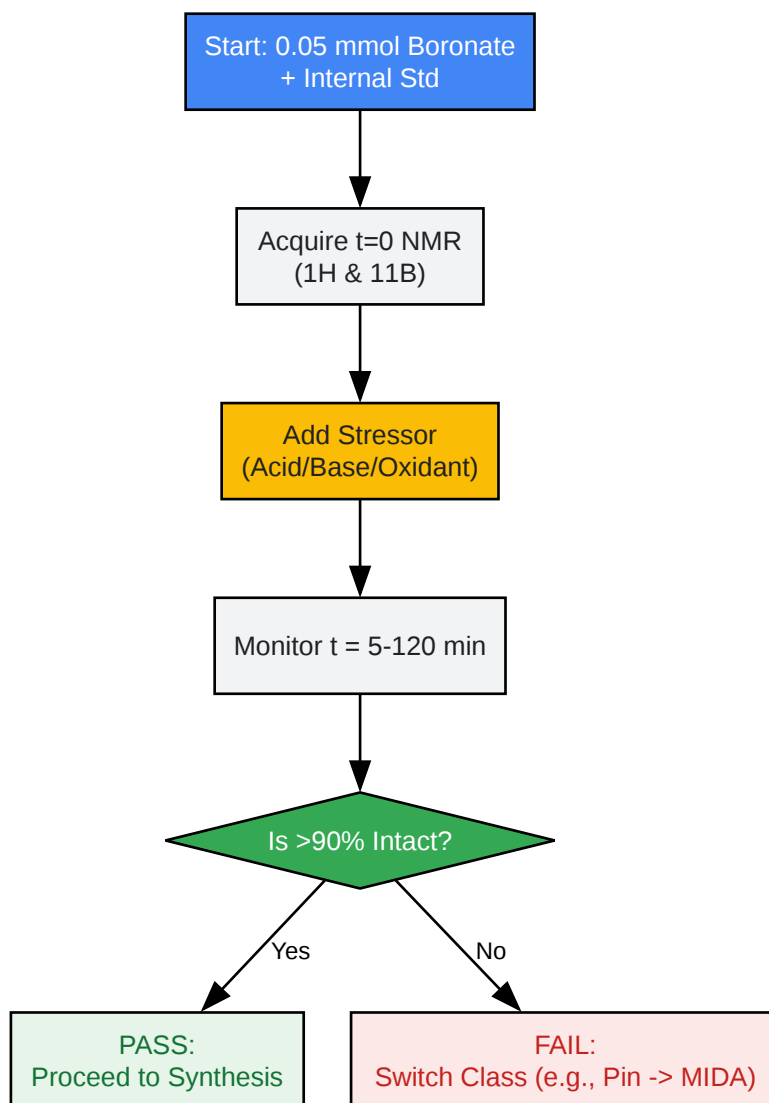 Start: 0.05 mmol Boronate
+ Internal Std
Acquire t=0 NMR
(1H & 11B)
Add Stressor
(Acid/Base/Oxidant)
Monitor t = 5-120 min
Is >90% Intact?
Yes
No
PASS:
Proceed to Synthesis
FAIL:
Switch Class (e.g., Pin -> MIDA)